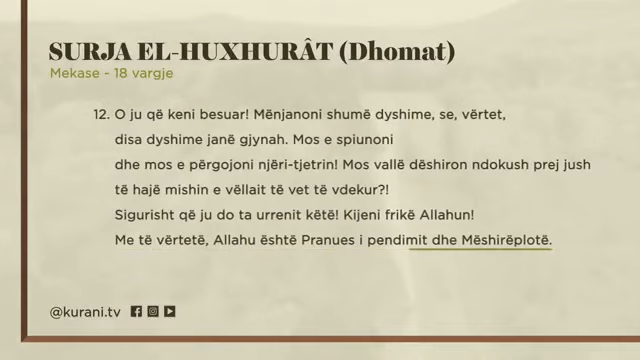 SURJA EL-HUXHURÂT (Dhomat)
Mekase - 18 vargje
12. O ju që keni besuar! Mënjanoni shumë dyshime, se, vërtet,
disa dyshime janë gjynah. Mos e spiunoni
dhe mos e përgojoni njëri-tjetrin! Mos vallë dëshiron ndokush prej jush
të hajë mishin e vëllait të vet të vdekur?!
Sigurisht që ju do ta urrenit këtë! Kijeni frikë Allahun!
Me të vërtetë, Allahu është Pranues i pendimit dhe Mëshirëplotë.
@kurani.tv